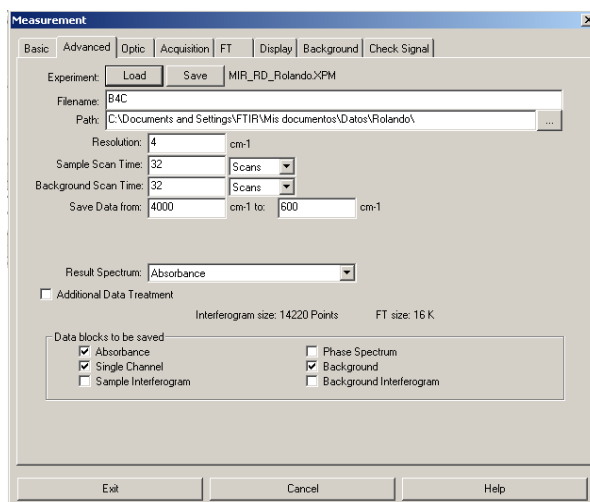 Measurement
Basic Advanced Optic Acquisition FT Display Background Check Signal
Experiment: Load Save MIR_RD_Rolando.XPM
Filename: B4C
Path: C:\Documents and Settings\FTIR\Mis documentos\Datos\Rolando\ ...
Resolution: 4 cm-1
Sample Scan Time: 32 Scans
Background Scan Time: 32 Scans
Save Data from: 4000 cm-1 to: 600 cm-1
Result Spectrum: Absorbance
Additional Data Treatment
Interferogram size: 14220 Points FT size: 16 K
Data blocks to be saved
Absorbance Phase Spectrum
Single Channel Background
Sample Interferogram Background Interferogram
Exit Cancel Help